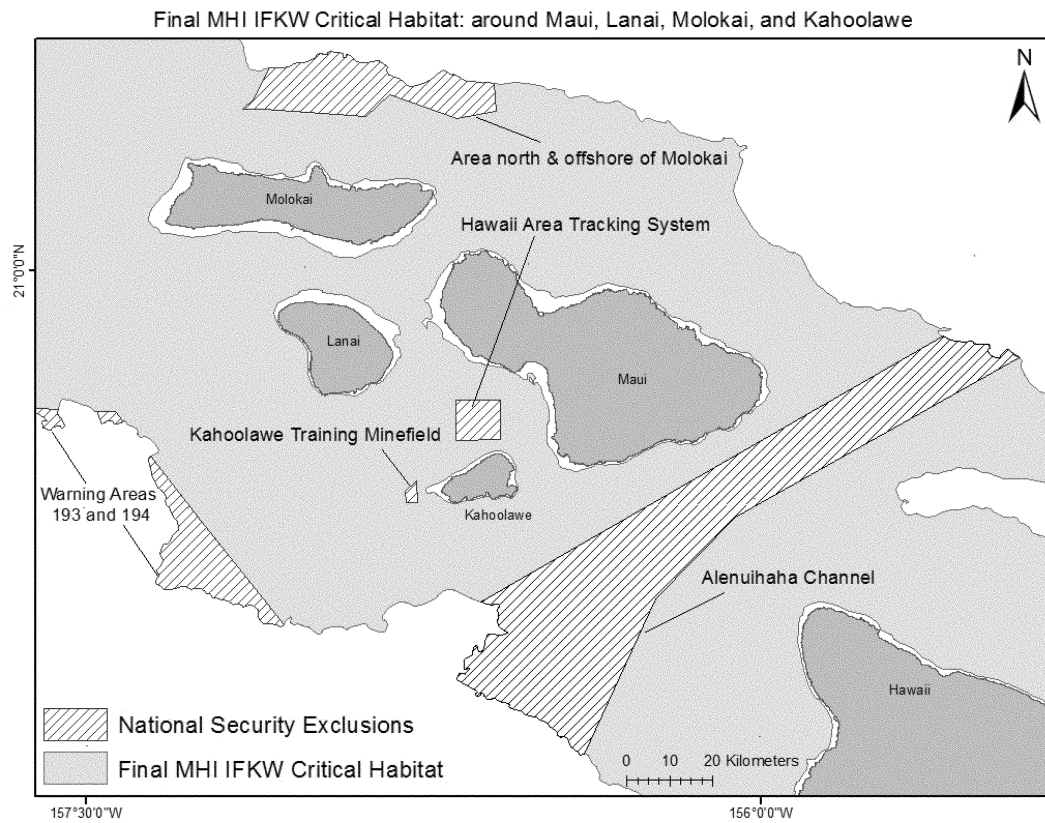 Final MHI IFKW Critical Habitat: around Maui, Lanai, Molokai, and Kahoolawe
N
Area north & offshore of Molokai
Molokai
Hawaii Area Tracking System
21°0'0"N
Lanai
Maui
Kahoolawe Training Minefield
Warning Areas
193 and 194
Kahoolawe
Alenuihaha Channel
Hawaii
National Security Exclusions
Final MHI IFKW Critical Habitat
0 10 20 Kilometers
157°30'0"W
156°0'0"W